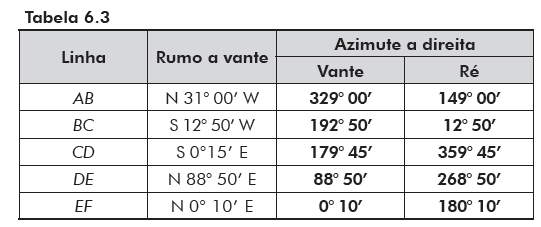 Tabela 6.3
Linha Rumo a vante Azimute a direita
Vante Ré
AB N 31° 00′ W 329° 00′ 149° 00′
BC S 12° 50′ W 192° 50′ 12° 50′
CD S 0°15′ E 179° 45′ 359° 45′
DE N 88° 50′ E 88° 50′ 268° 50′
EF N 0° 10′ E 0° 10′ 180° 10′